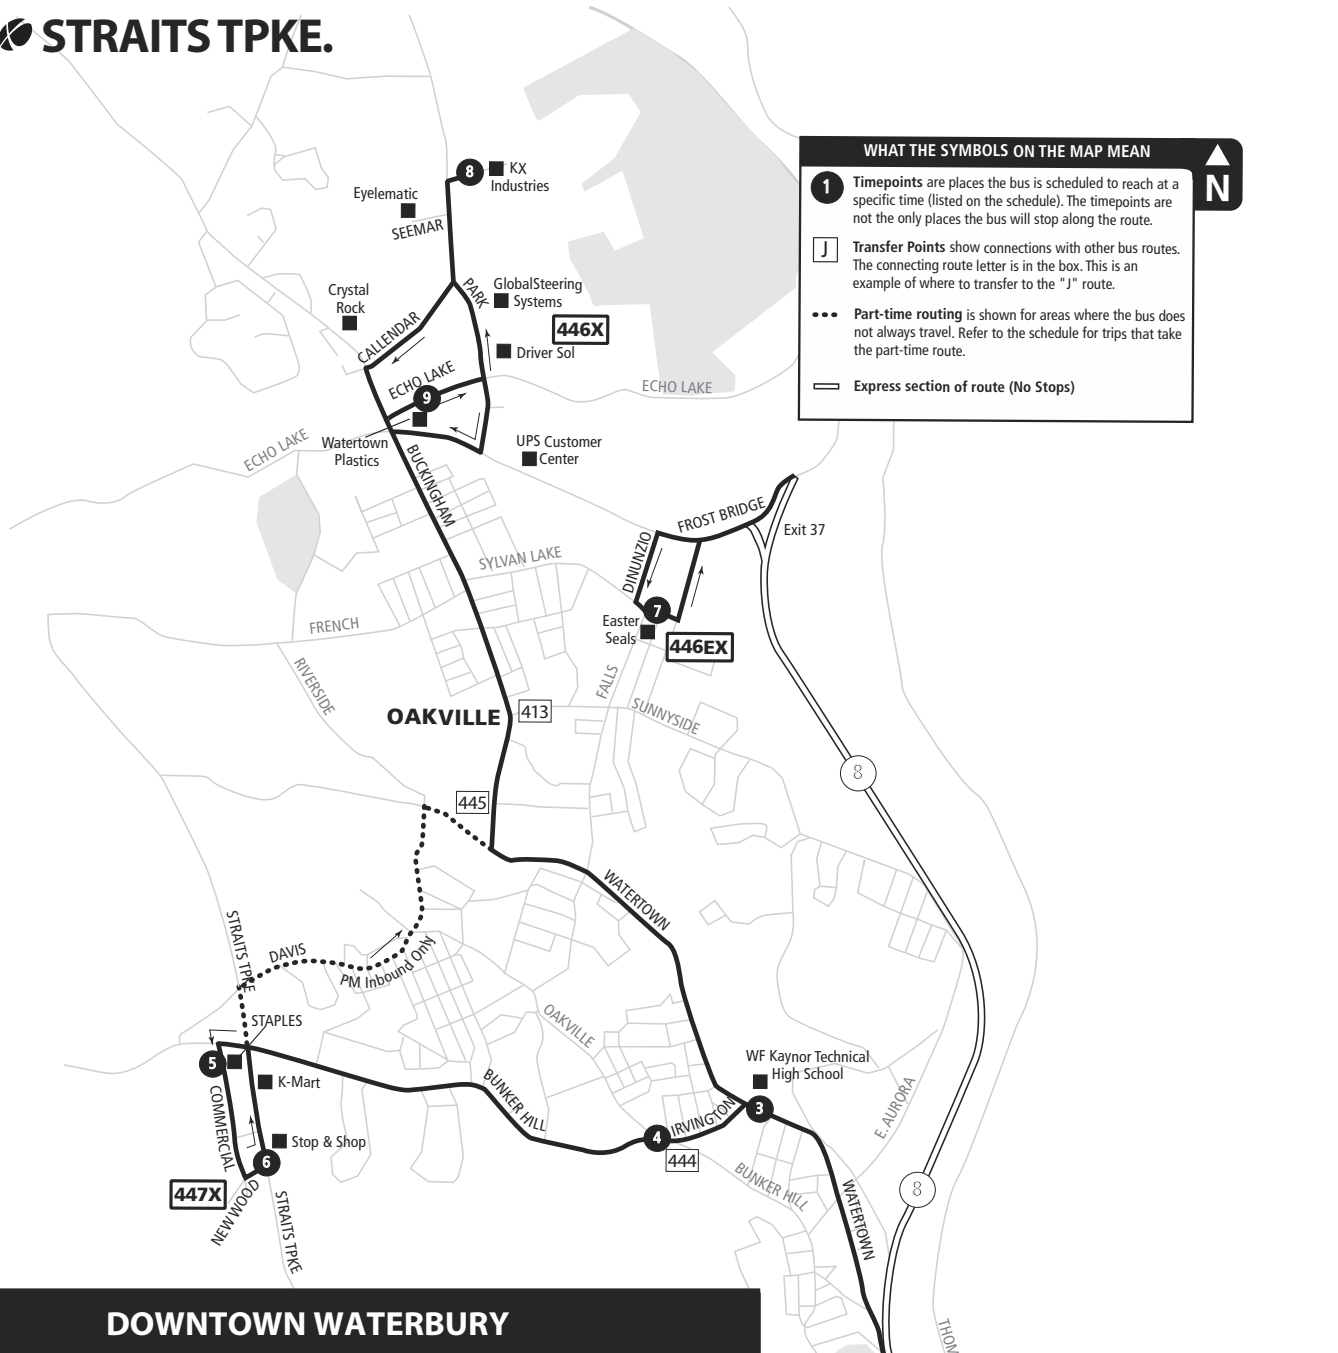 STRAITS TPKE.
WHAT THE SYMBOLS ON THE MAP MEAN
N
1
Timepoints are places the bus is scheduled to reach at a
specific time (listed on the schedule). The timepoints are
not the only places the bus will stop along the route.
J
Transfer Points show connections with other bus routes.
The connecting route letter is in the box. This is an
example of where to transfer to the "J" route.
Part-time routing is shown for areas where the bus does
not always travel. Refer to the schedule for trips that take
the part-time route.
Express section of route (No Stops)
8
KX
Industries
Eyelematic
SEEMAR
PARK
GlobalSteering
Systems
Crystal
Rock
446X
CALLENDAR
Driver Sol
ECHO LAKE
ECHO LAKE
9
ECHO LAKE
Watertown
Plastics
UPS Customer
Center
BUCKINGHAM
FROST BRIDGE
Exit 37
DINUNZIO
SYLVAN LAKE
7
Easter
Seals
446EX
FRENCH
RIVERSIDE
FALLS
SUNNYSIDE
OAKVILLE
413
8
445
WATERTOWN
STRAITS TPKE
DAVIS
PM Inbound Only
OAKVILLE
STAPLES
5
K-Mart
WF Kaynor Technical
High School
BUNKER HILL
COMMERCIAL
IRVINGTON
3
E. AURORA
4
Stop & Shop
444
6
BUNKER HILL
8
447X
NEW WOOD
STRAITS TPKE
WATERTOWN
THOM
DOWNTOWN WATERBURY